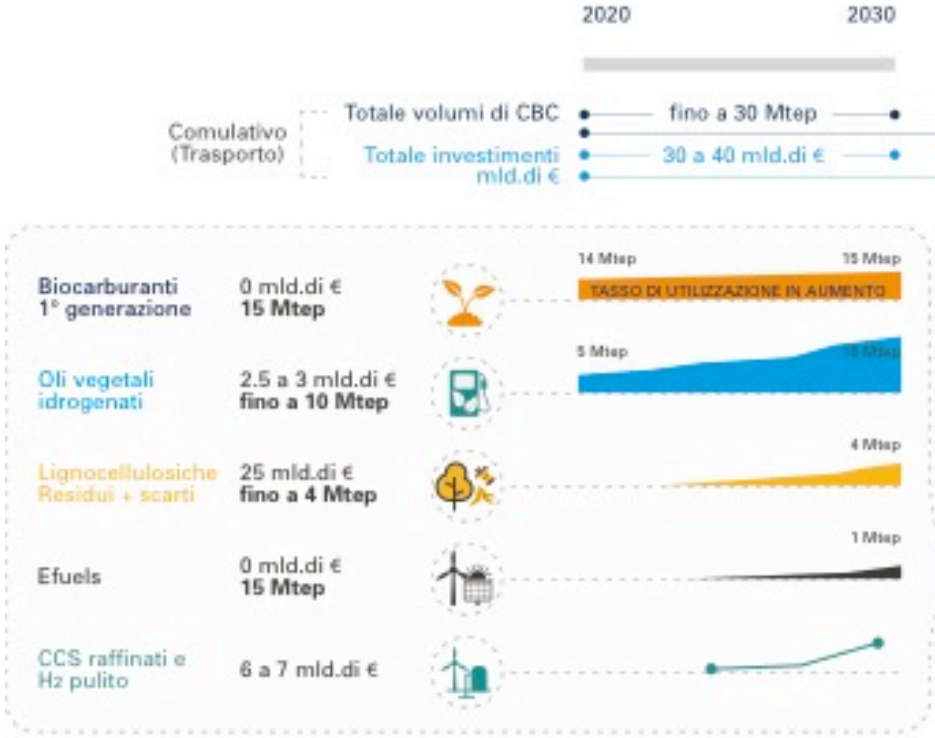 2020 2030
Totale volumi di CBC fino a 30 Mtep
Comulativo
(Trasporto)
Totale investimenti 30 a 40 mld.di €
mld.di €
14 Mtep 15 Mtep
Biocarburanti 0 mld.di €
1° generazione 15 Mtep
TASSO DI UTILIZZAZIONE IN AUMENTO
5 Mtep Mtep
Oli vegetali 2.5 a 3 mld.di €
idrogenati fino a 10 Mtep
4 Mtep
Lignocellulosiche 25 mld.di €
Residui + scarti fino a 4 Mtep
1 Mtep
Efuels 0 mld.di €
15 Mtep
CCS raffinati e
H2 pulito 6 a 7 mld.di €